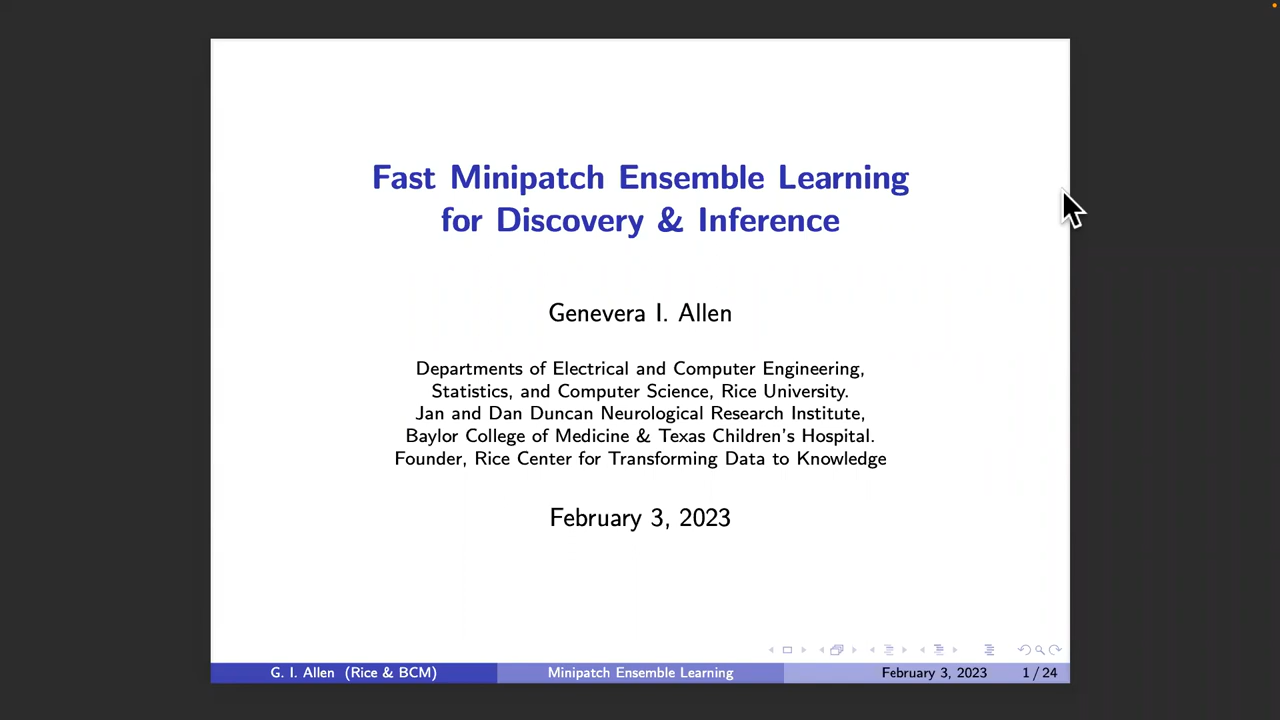 Fast Minipatch Ensemble Learning
for Discovery & Inference
Genevera I. Allen
Departments of Electrical and Computer Engineering,
Statistics, and Computer Science, Rice University.
Jan and Dan Duncan Neurological Research Institute,
Baylor College of Medicine & Texas Children's Hospital.
Founder, Rice Center for Transforming Data to Knowledge
February 3, 2023
G. I. Allen (Rice & BCM) Minipatch Ensemble Learning February 3, 2023 1 / 24